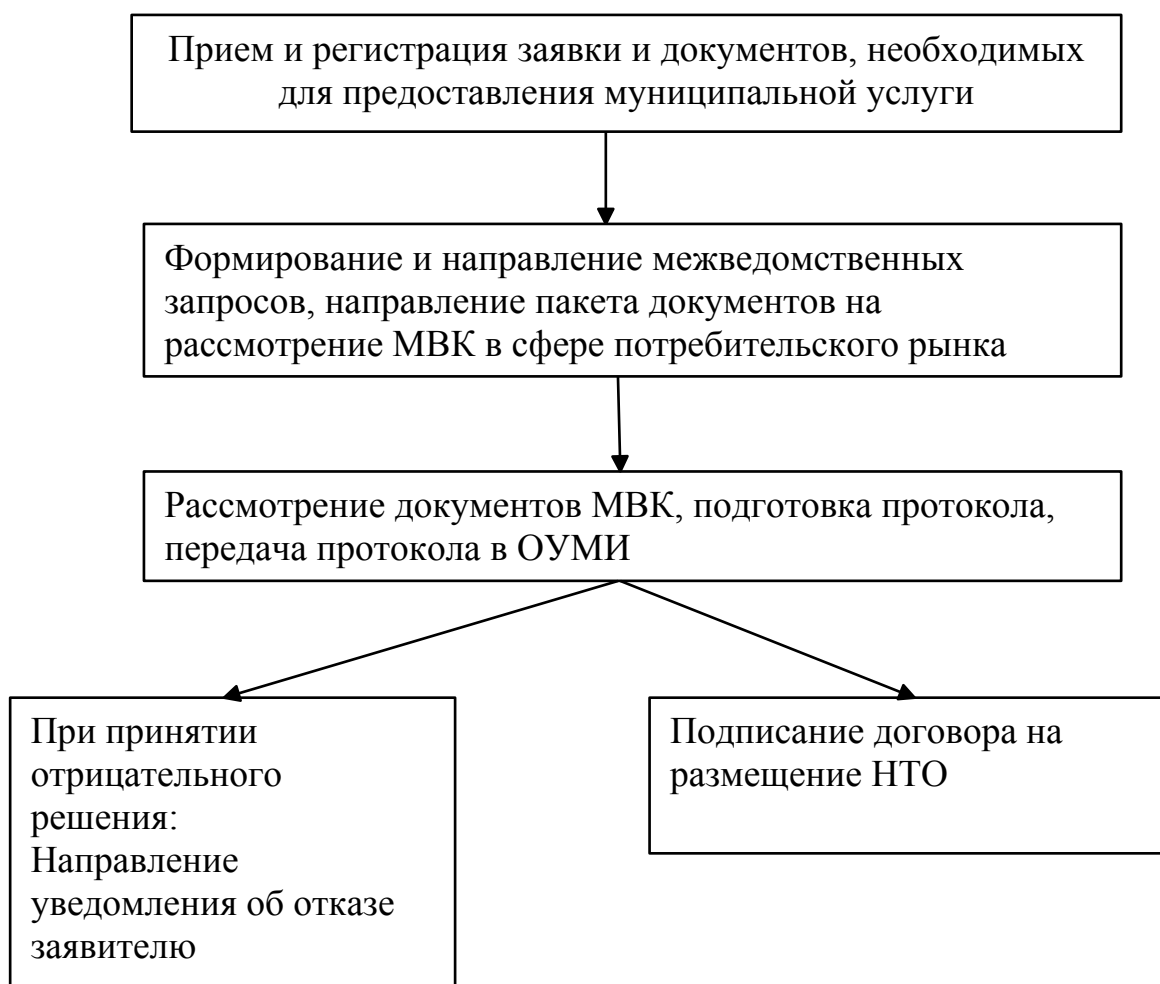 Прием и регистрация заявки и документов, необходимых
для предоставления муниципальной услуги
Формирование и направление межведомственных
запросов, направление пакета документов на
рассмотрение МВК в сфере потребительского рынка
Рассмотрение документов МВК, подготовка протокола,
передача протокола в ОУМИ
При принятии
отрицательного
решения:
Направление
уведомления об отказе
заявителю
Подписание договора на
размещение НТО